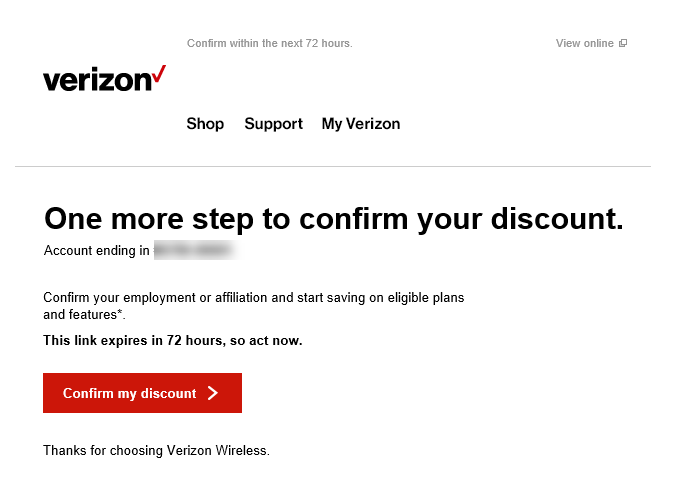 Confirm within the next 72 hours.
View online
verizon
Shop Support My Verizon
One more step to confirm your discount.
Account ending in
Confirm your employment or affiliation and start saving on eligible plans
and features*.
This link expires in 72 hours, so act now.
Confirm my discount
Thanks for choosing Verizon Wireless.